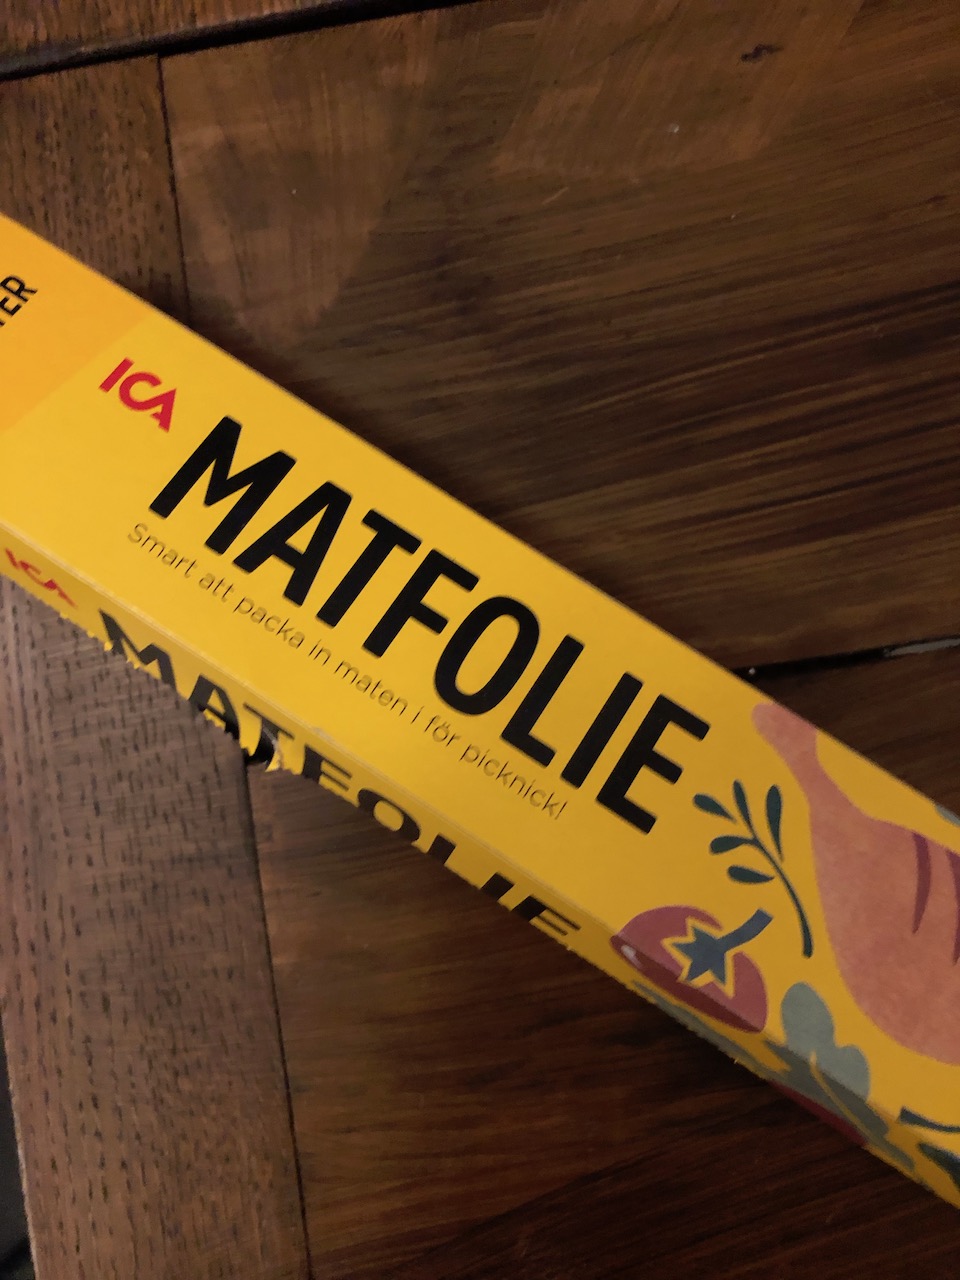 ICA
MATFOLIE
Smart att packa in maten i för picknick!
ICA
MATFOLIE